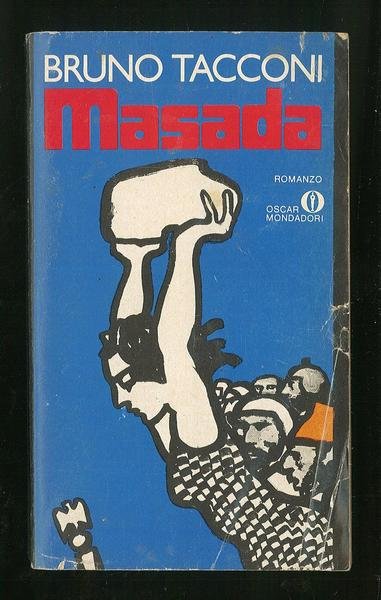 BRUNO TACCONI
Masada
ROMANZO
OSCAR
MONDADORI